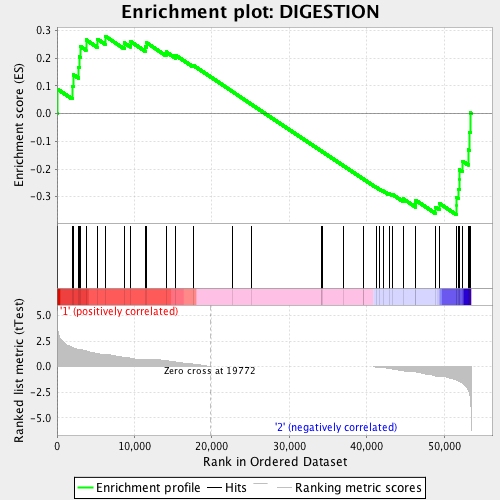 Enrichment plot: DIGESTION
Enrichment score (ES)
0.3
0.2
0.1
0.0
-0.1
-0.2
-0.3
'1' (positively correlated)
Ranked list metric (tTest)
5.0
2.5
0.0
-2.5
-5.0
Zero cross at 19772
'2' (negatively correlated)
0
10,000
20,000
30,000
40,000
50,000
Rank in Ordered Dataset
Enrichment profile
Hits
Ranking metric scores